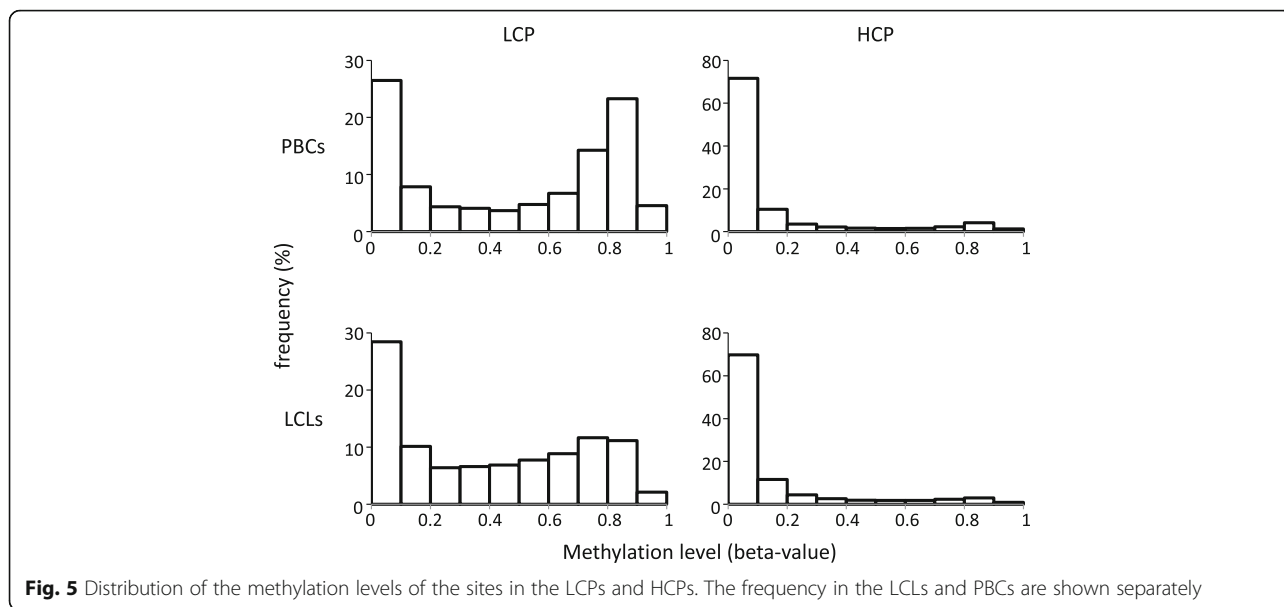 LCP HCP
30 80
20 60
40
10 20
0 0
PBCs
0 0.2 0.4 0.6 0.8 1 0 0.2 0.4 0.6 0.8 1
frequency (%)
30 80
20 60
40
10 20
0 0
LCLs
0 0.2 0.4 0.6 0.8 1 0 0.2 0.4 0.6 0.8 1
Methylation level (beta-value)
Fig. 5 Distribution of the methylation levels of the sites in the LCPs and HCPs. The frequency in the LCLs and PBCs are shown separately